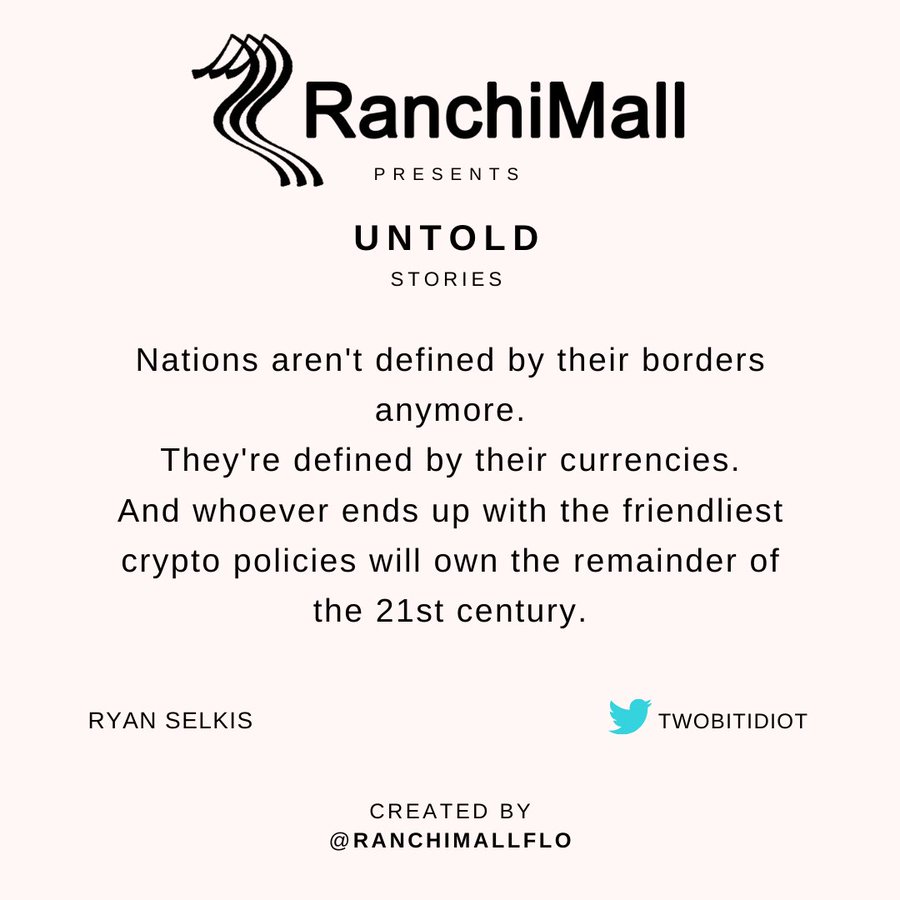 RanchiMall
PRESENTS
UNTOLD
STORIES
Nations aren't defined by their borders
anymore.
They're defined by their currencies.
And whoever ends up with the friendliest
crypto policies will own the remainder of
the 21st century.
RYAN SELKIS
TWOBITIDIOT
CREATED BY
@RANCHIMALLFLO